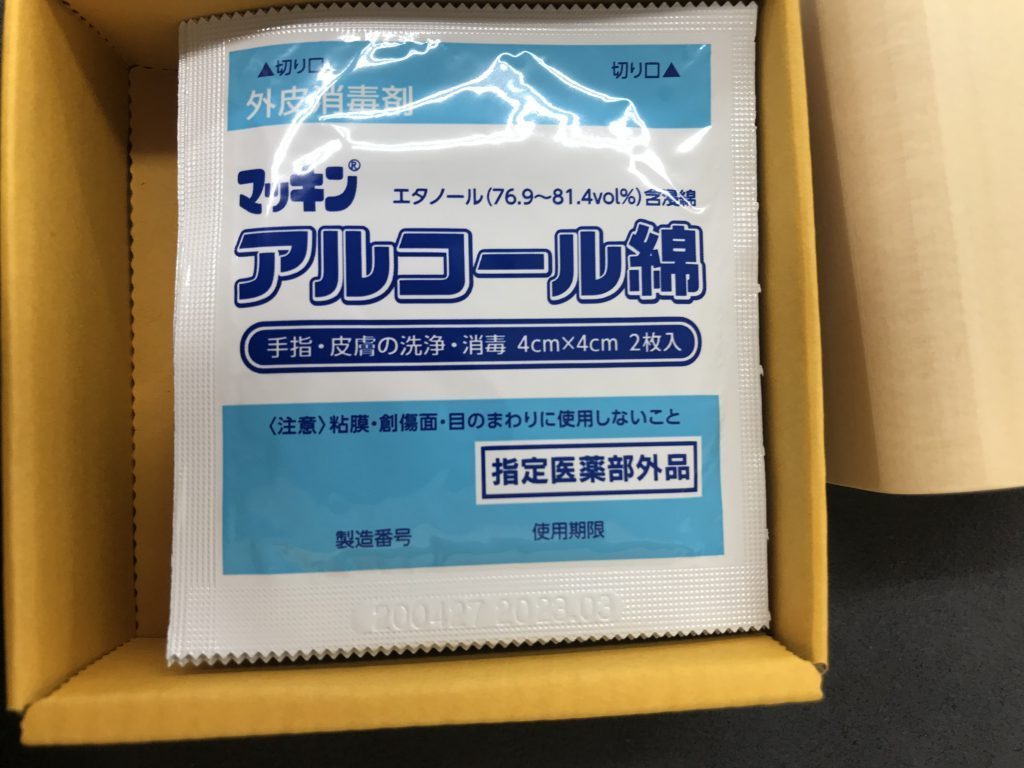 ▲切り口 切り口▲
外皮消毒剤
マッキン® エタノール(76.9〜81.4vol%)含浸綿
アルコール綿
手指・皮膚の洗浄・消毒 4cm×4cm 2枚入
〈注意〉粘膜・創傷面・目のまわりに使用しないこと
指定医薬部外品
製造番号 使用期限
200427 2023.03